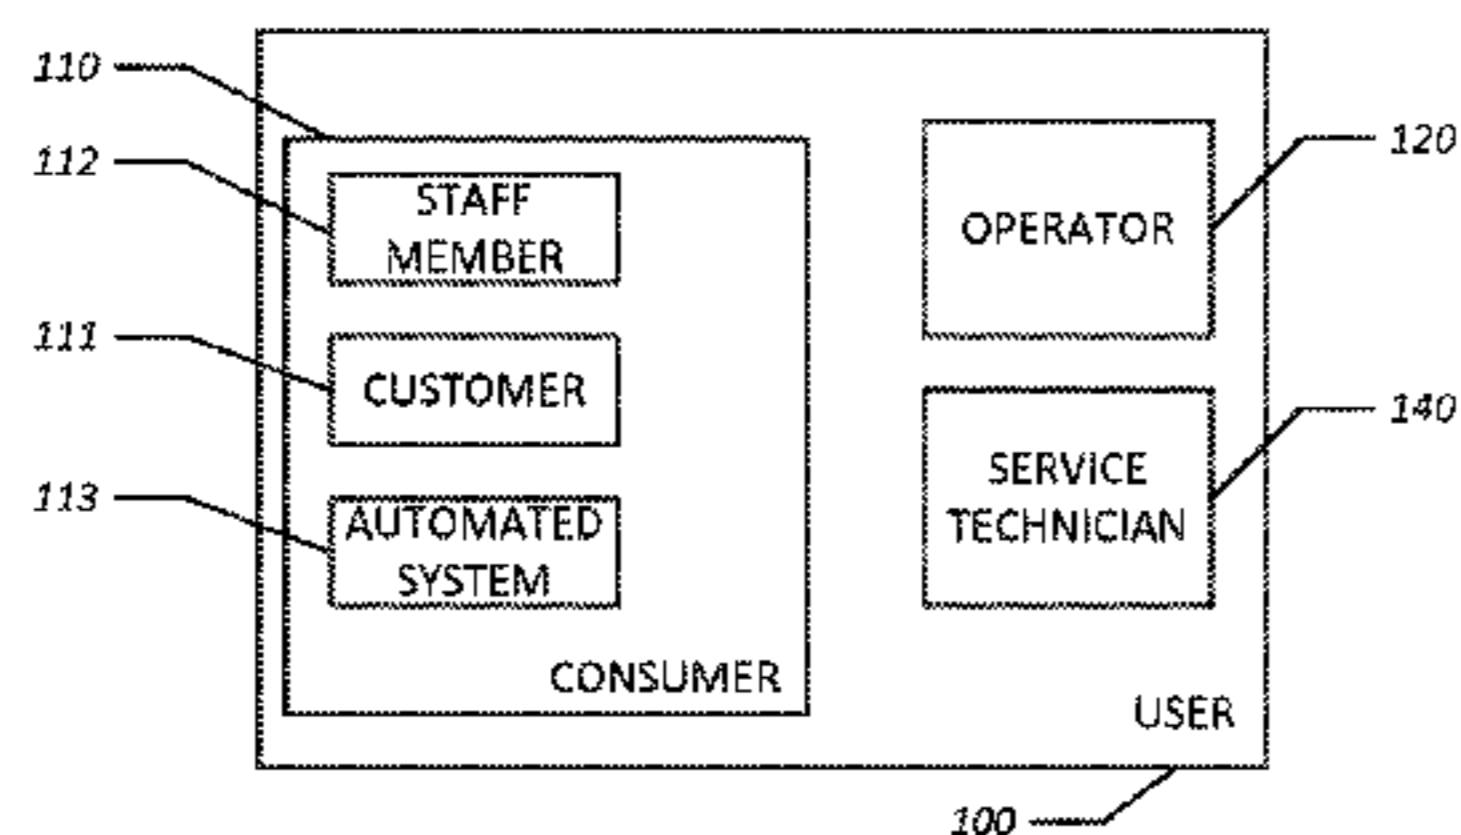 110
112
STAFF
MEMBER
111
CUSTOMER
113
AUTOMATED
SYSTEM
CONSUMER
120
OPERATOR
140
SERVICE
TECHNICIAN
USER
100